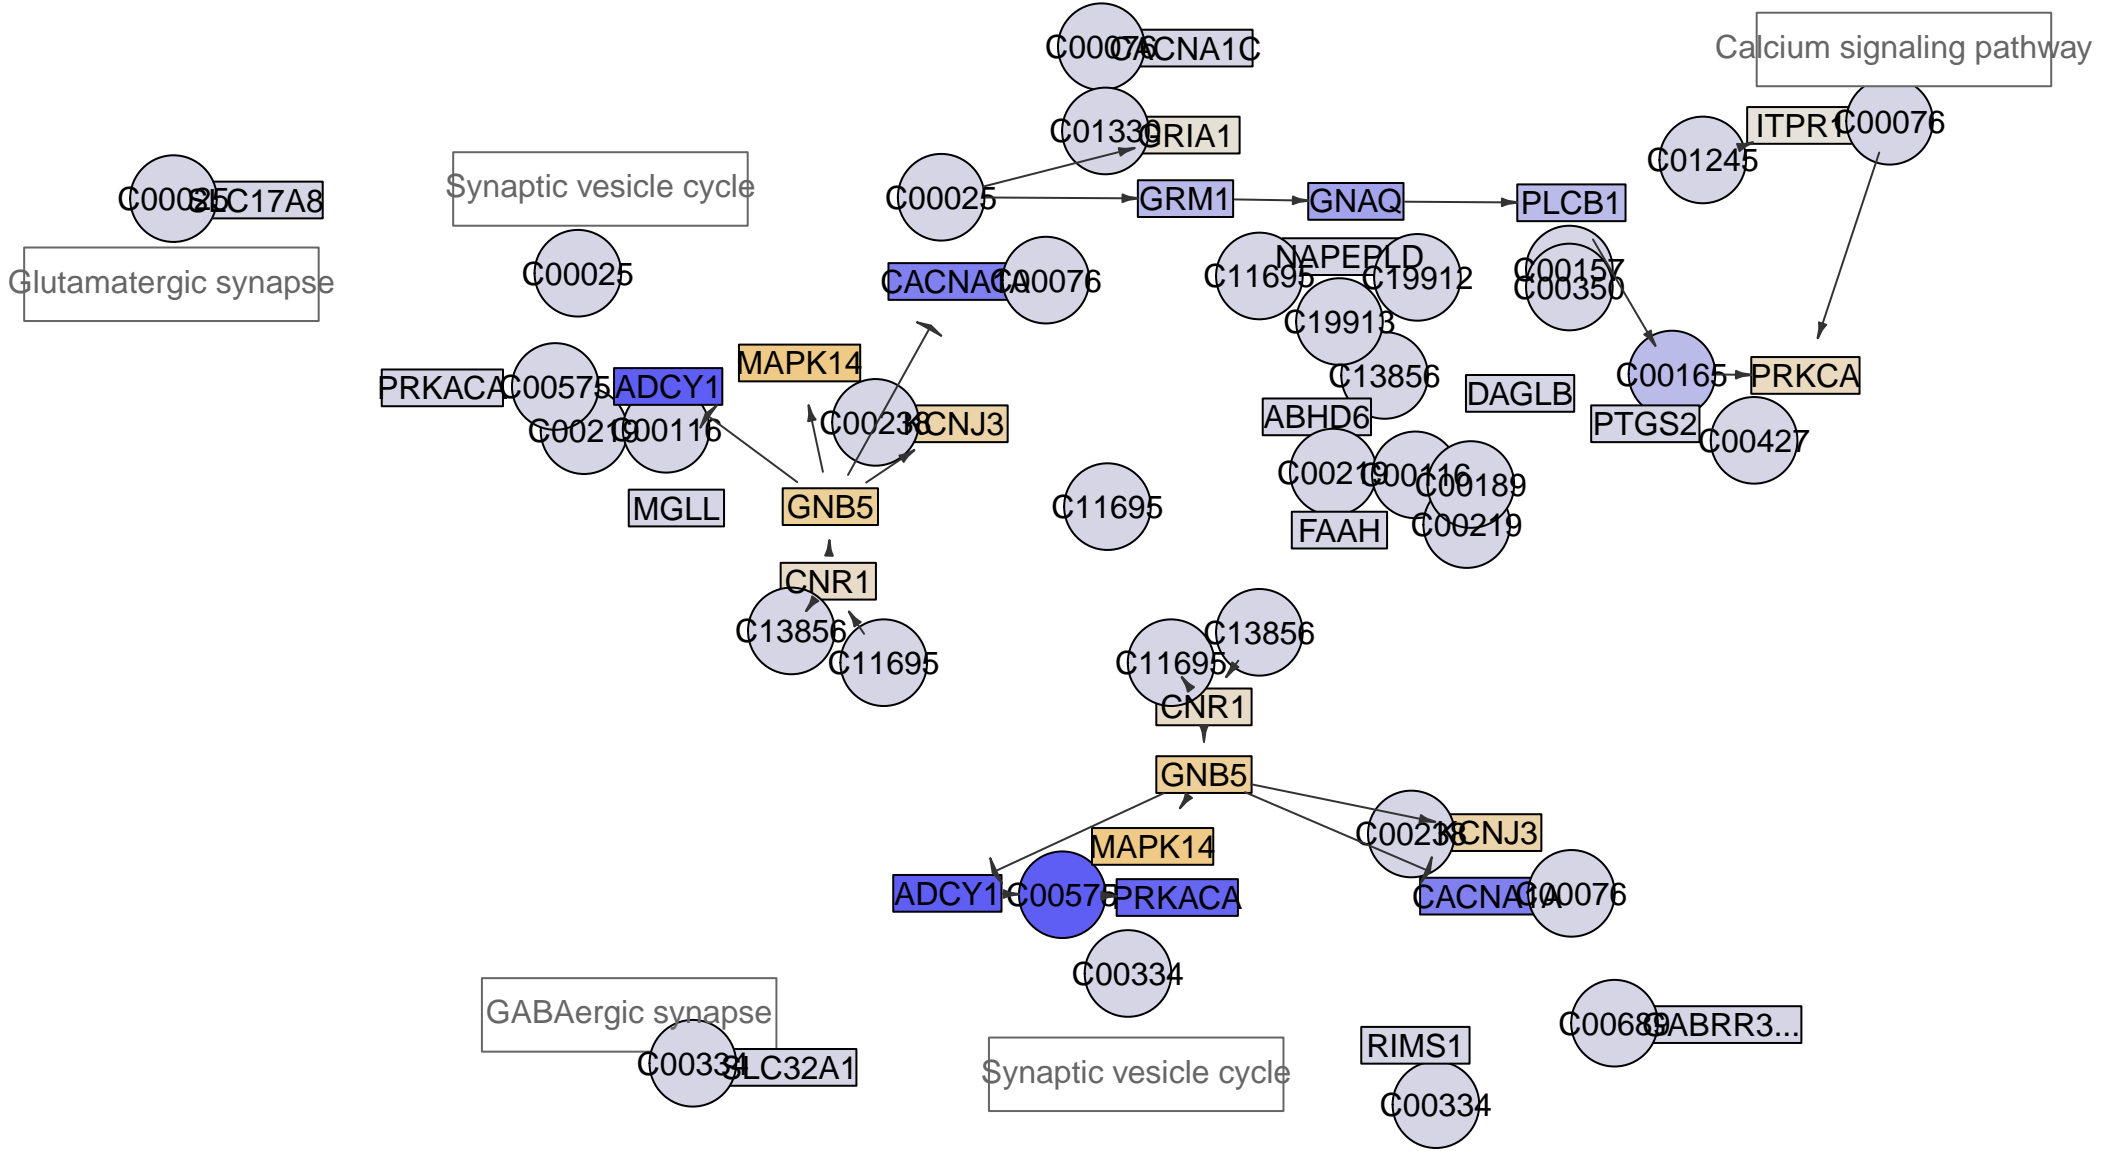 C00076
CACNA1C
Calcium signaling pathway
C01330
GRIA1
ITPR1
C00076
C01245
Synaptic vesicle cycle
C00025
SLC17A8
C00025
GRM1
GNAQ
PLCB1
Glutamatergic synapse
C00025
CACNA1A
C00076
C11695
NAPEPLD
C19912
C00157
C00350
C19913
MAPK14
PRKACA
C00575
ADCY1
C13856
DAGLB
C00165
PRKCA
C00219
C00116
C00238
KCNJ3
ABHD6
PTGS2
C00427
C00219
C00116
C00189
MGLL
GNB5
C11695
FAAH
C00219
CNR1
C13856
C11695
C11695
C13856
CNR1
GNB5
MAPK14
C00238
KCNJ3
ADCY1
C00575
PRKACA
CACNA1A
C00076
C00334
GABAergic synapse
C00334
SLC32A1
Synaptic vesicle cycle
RIMS1
C00334
C00689
GABRR3...